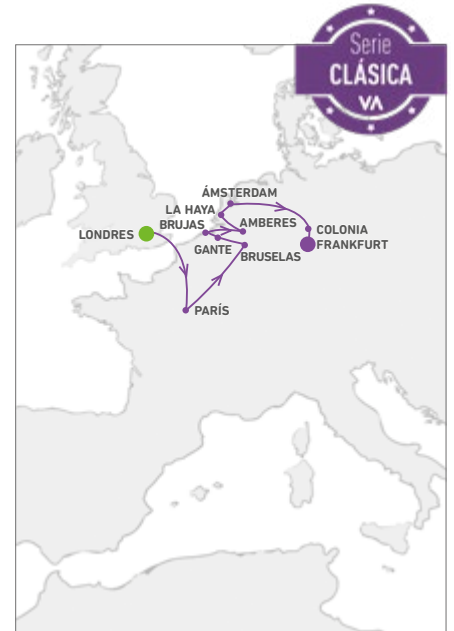 Serie
CLÁSICA
VA
ÁMSTERDAM
LA HAYA
BRUJAS
AMBERES
LONDRES
COLONIA
GANTE
FRANKFURT
BRUSELAS
PARÍS